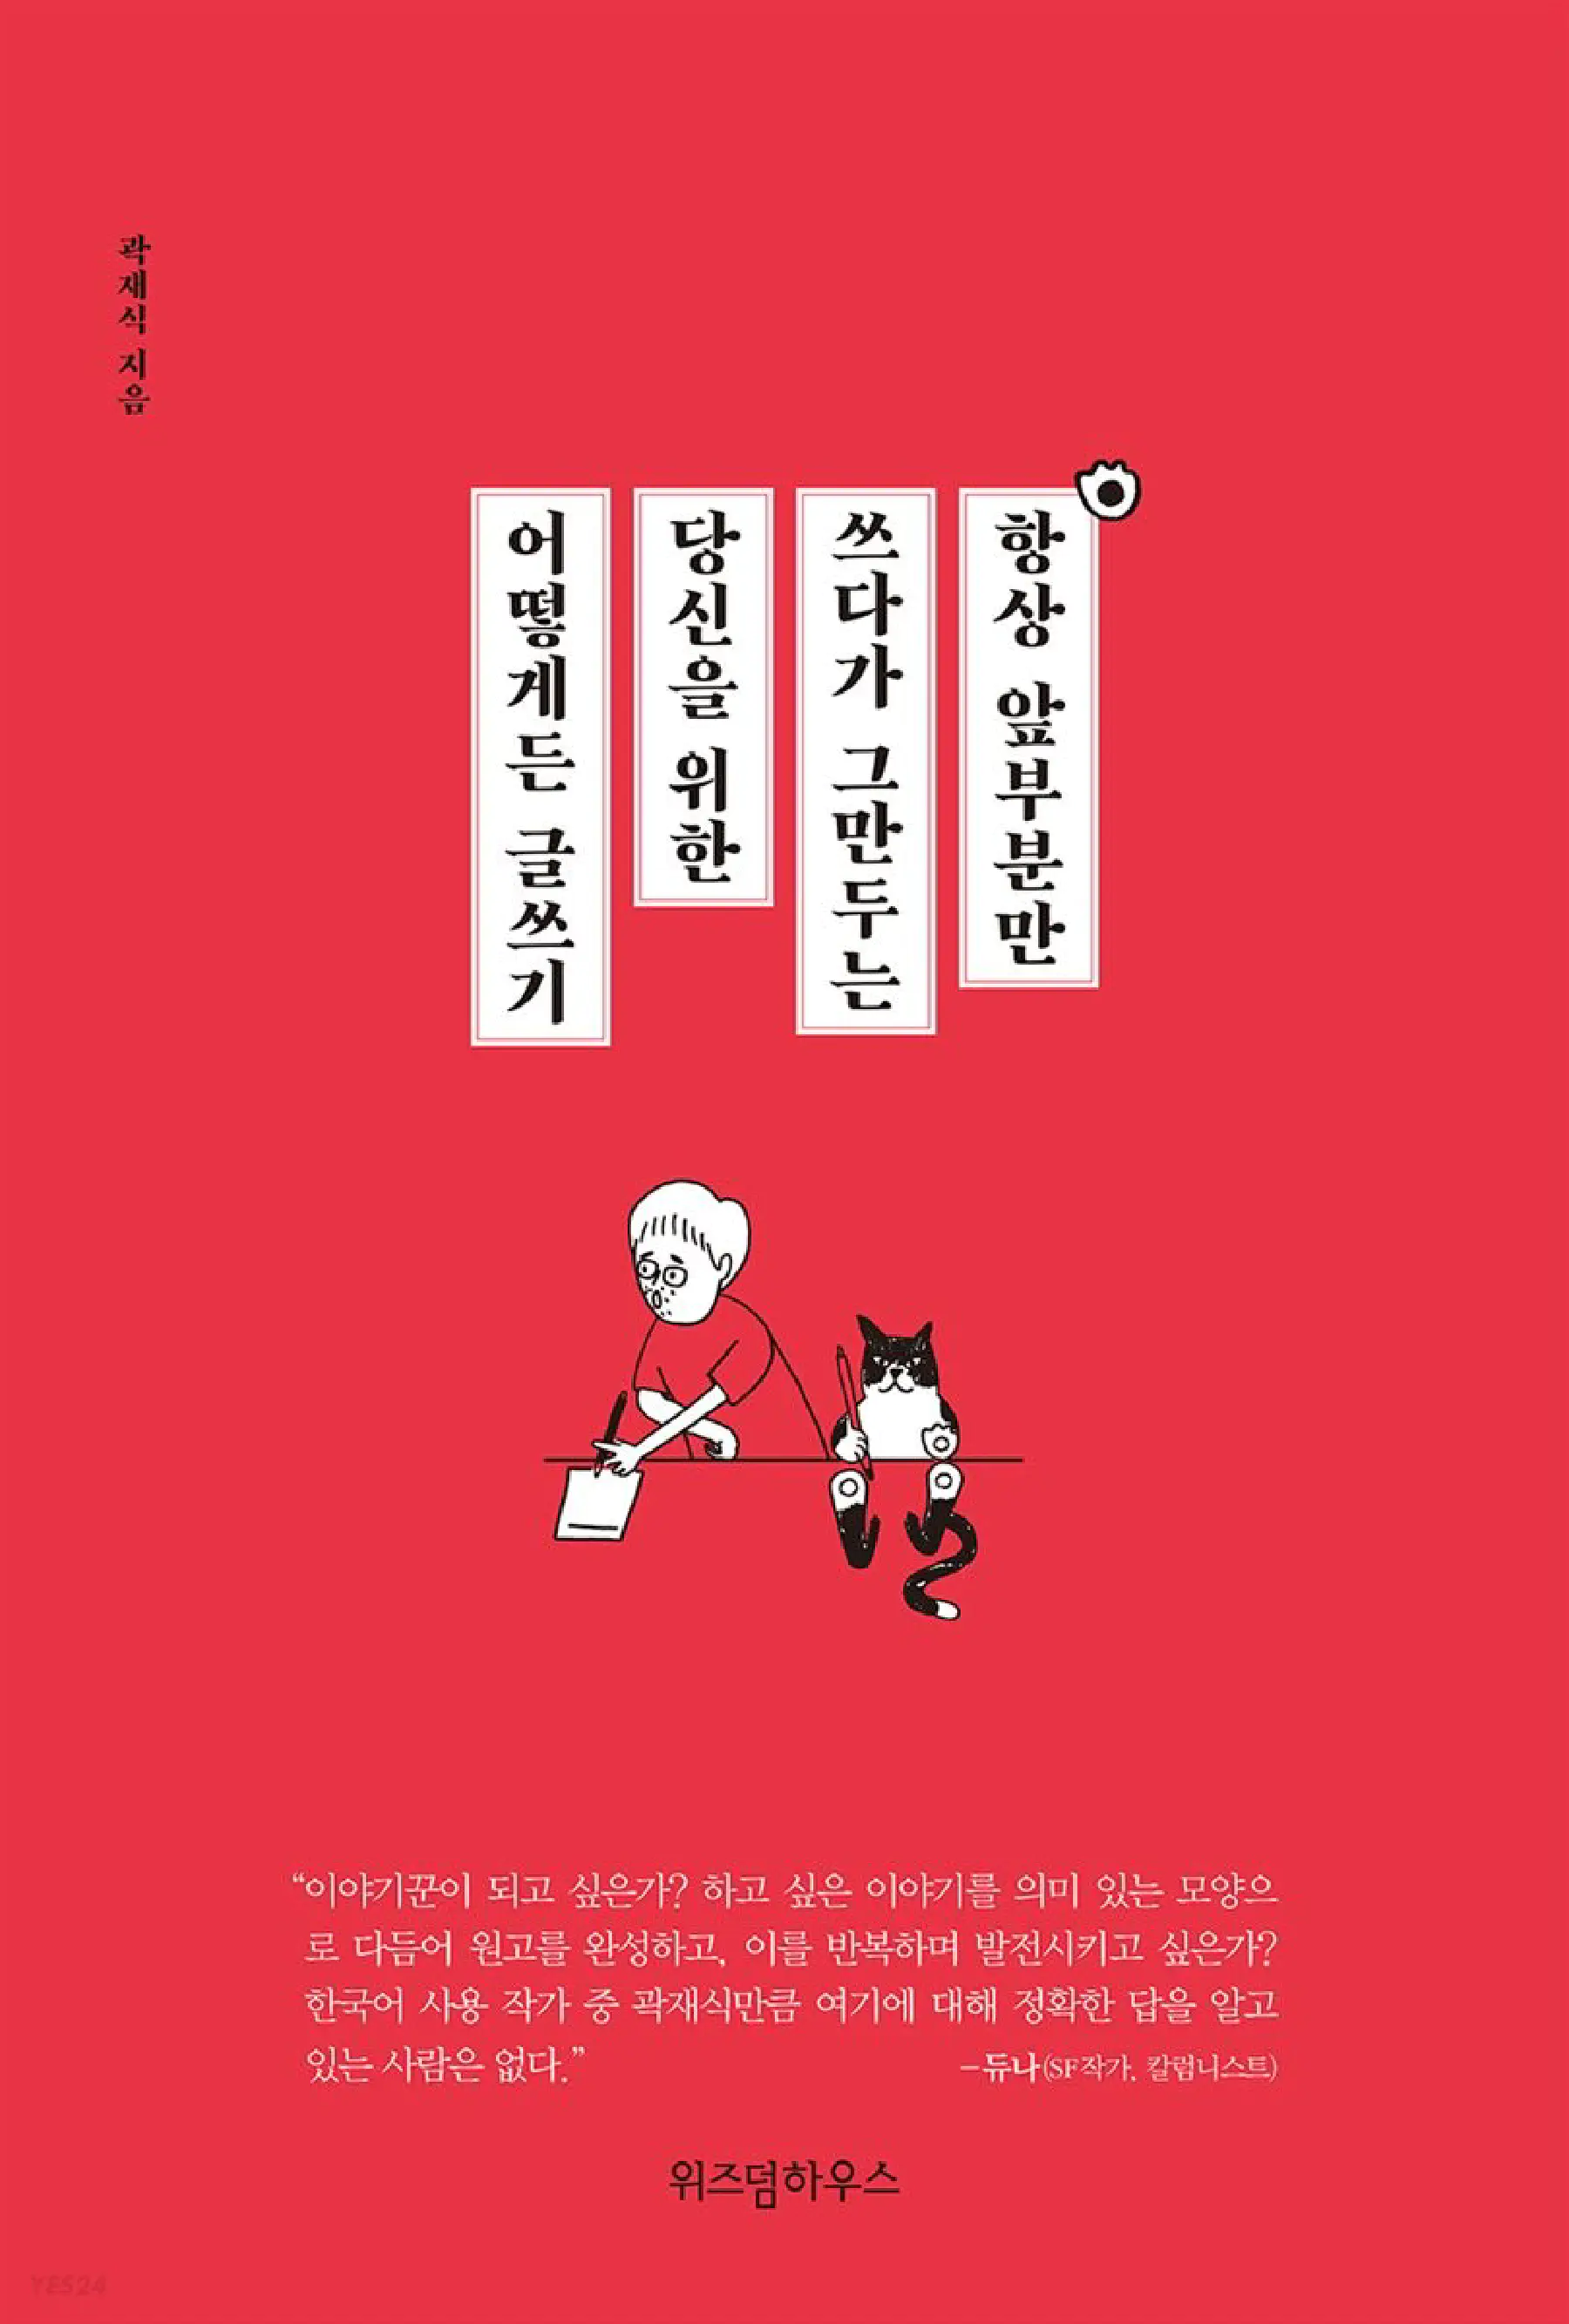 곽재식 지음
항상 앞부분만
쓰다가 그만두는
당신을 위한
어떻게든 글쓰기
“이야기꾼이 되고 싶은가? 하고 싶은 이야기를 의미 있는 모양으
로 다듬어 원고를 완성하고, 이를 반복하며 발전시키고 싶은가?
한국어 사용 작가 중 곽재식만큼 여기에 대해 정확한 답을 알고
있는 사람은 없다.”
–듀나(SF작가, 칼럼니스트)
위즈덤하우스
YES24